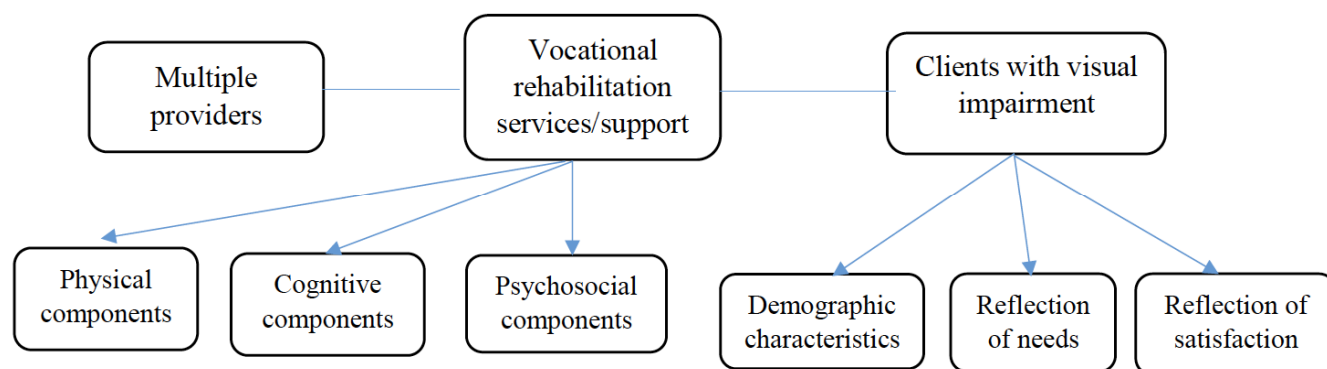 Multiple
providers
Vocational
rehabilitation
services/support
Clients with visual
impairment
Physical
components
Cognitive
components
Psychosocial
components
Demographic
characteristics
Reflection
of needs
Reflection of
satisfaction